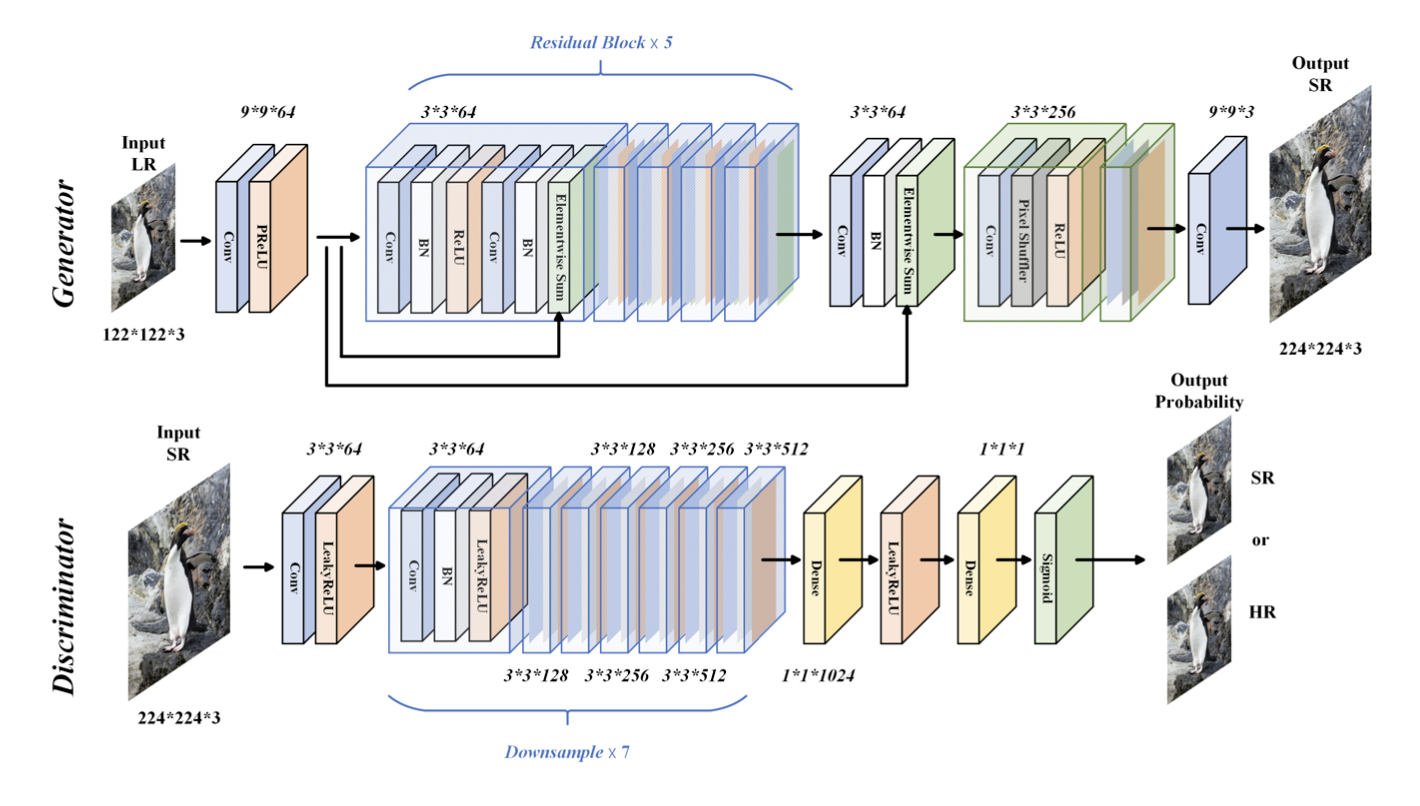 Residual Block x 5
Generator
Input
LR
122*122*3
9*9*64
Conv
PReLU
3*3*64
Conv
BN
ReLU
Conv
BN
Elementwise Sum
3*3*64
Conv
BN
Elementwise Sum
3*3*256
Conv
Pixel Shuffler
ReLU
9*9*3
Conv
Output
SR
224*224*3
Discriminator
Input
SR
224*224*3
3*3*64
Conv
LeakyReLU
3*3*64
Conv
BN
LeakyReLU
3*3*128
3*3*256
3*3*512
3*3*128
3*3*256
3*3*512
Downsample x 7
Dense
1*1*1024
LeakyReLU
1*1*1
Dense
Sigmoid
Output
Probability
SR
or
HR